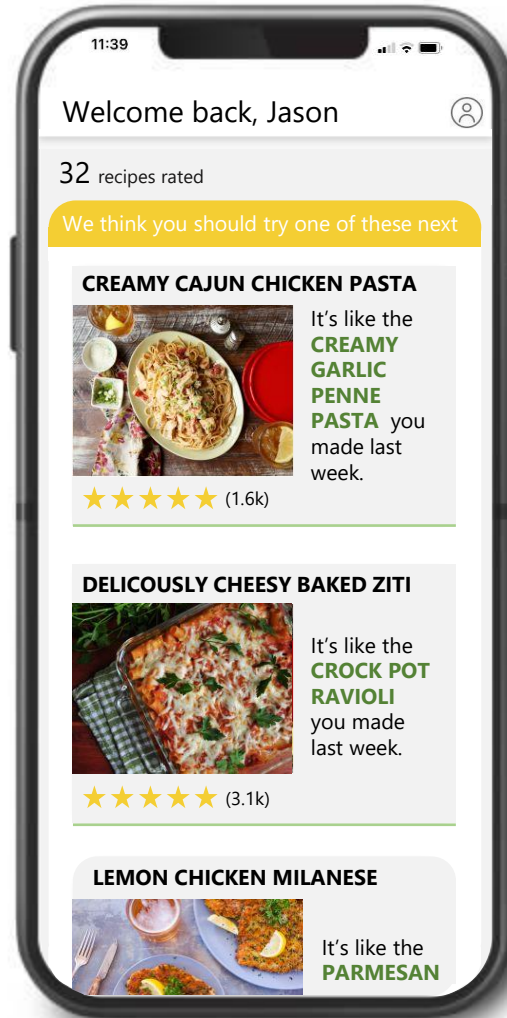 11:39
Welcome back, Jason
32 recipes rated
We think you should try one of these next
CREAMY CAJUN CHICKEN PASTA
It's like the
CREAMY
GARLIC
PENNE
PASTA you
made last
week.
(1.6k)
DELICOUSLY CHEESY BAKED ZITI
It's like the
CROCK POT
RAVIOLI
you made
last week.
(3.1k)
LEMON CHICKEN MILANESE
It's like the
PARMESAN